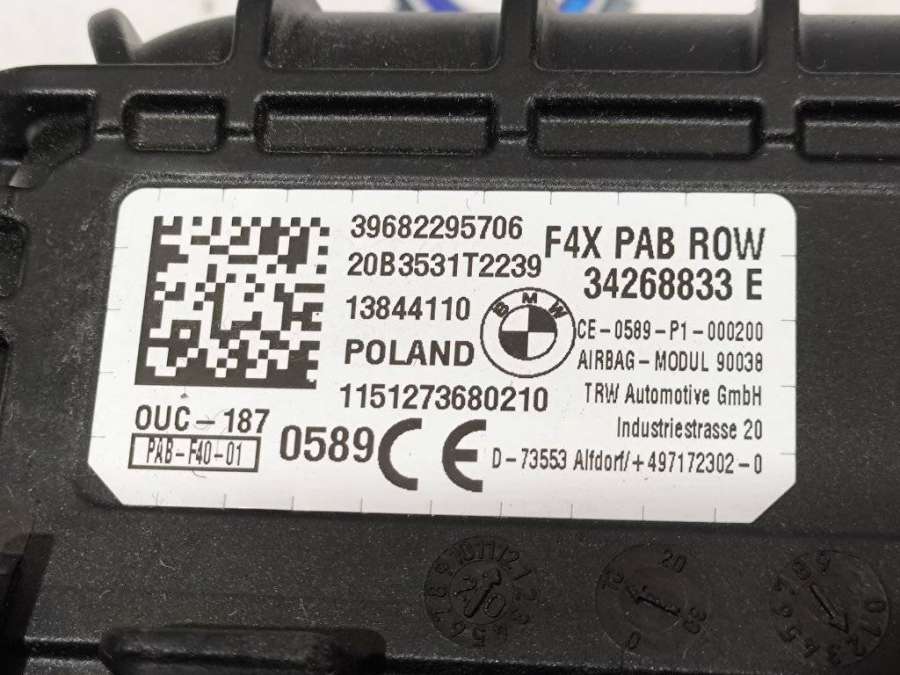 39682295706
20B3531T2239
13844110
POLAND
1151273680210
F4X PAB ROW
34268833 E
BMW
CE-0589-P1-000200
AIRBAG-MODUL 90038
TRW Automotive GmbH
Industriestrasse 20
D-73553 Alfdorf/+497172302-0
OUC-187
PAB-F40-01
0589 CE
20